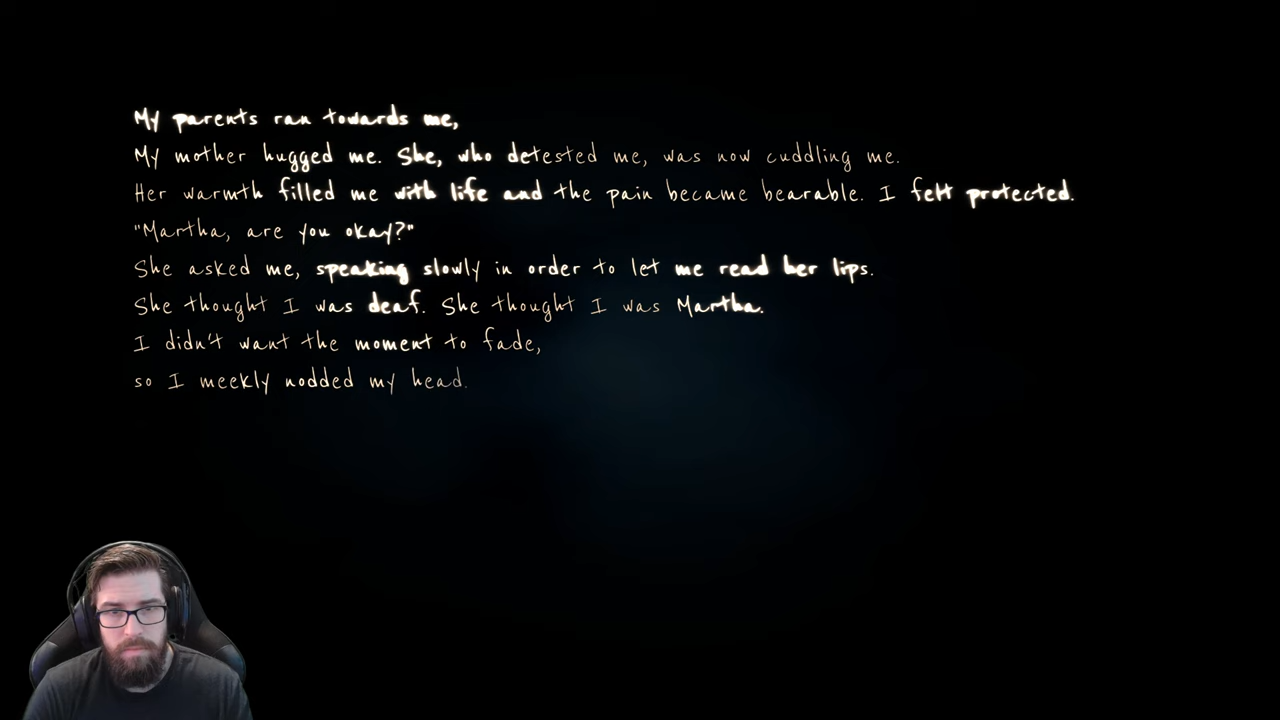 My parents ran towards me,
My mother hugged me. She, who detested me, was now cuddling me.
Her warmth filled me with life and the pain became bearable. I felt protected.
"Martha, are you okay?"
She asked me, speaking slowly in order to let me read her lips.
She thought I was deaf. She thought I was Martha.
I didn't want the moment to fade,
so I meekly nodded my head.